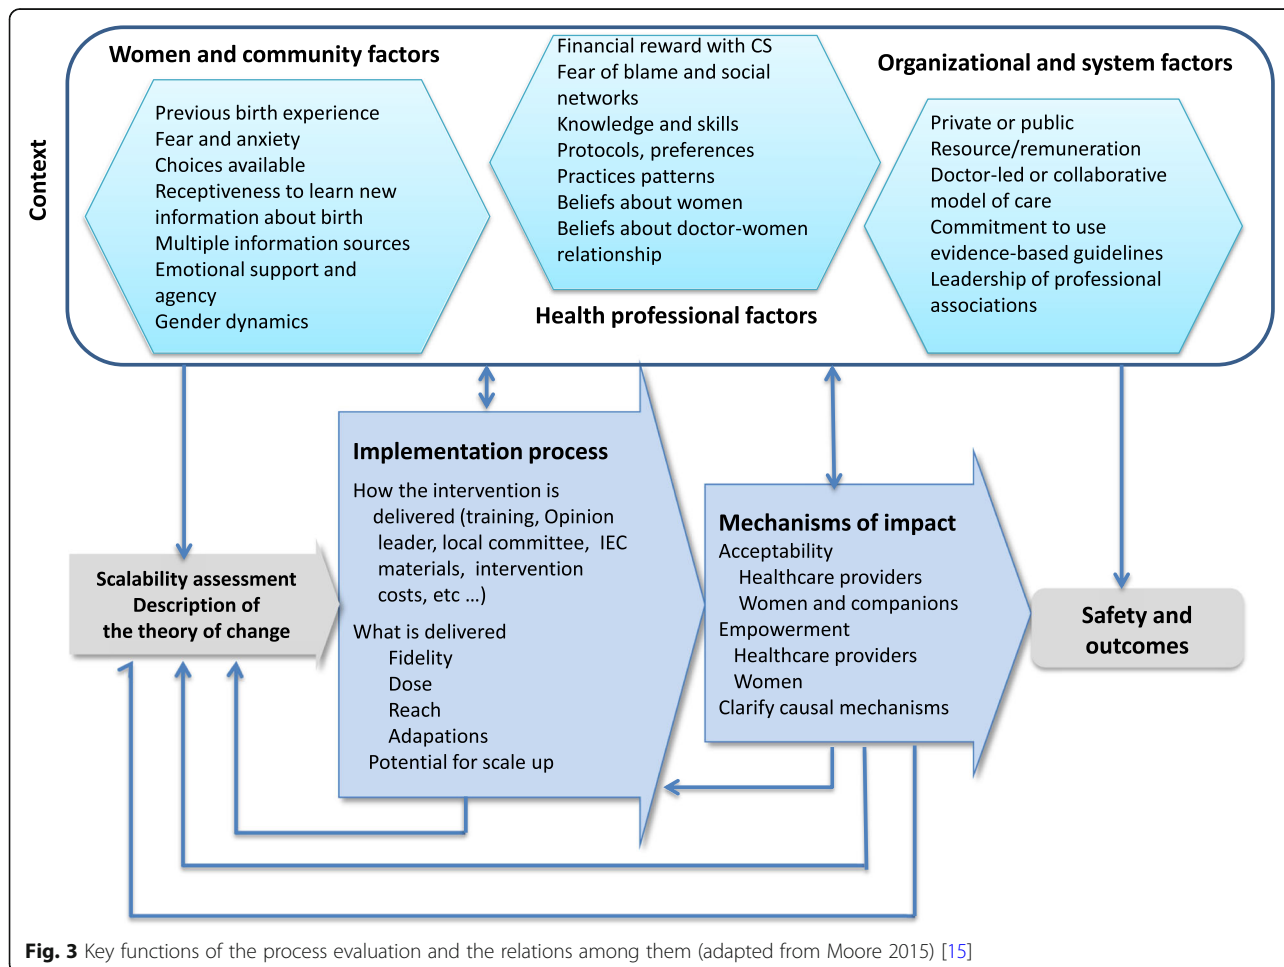 Context
Women and community factors
Previous birth experience
Fear and anxiety
Choices available
Receptiveness to learn new
information about birth
Multiple information sources
Emotional support and
agency
Gender dynamics
Financial reward with CS
Fear of blame and social
networks
Knowledge and skills
Protocols, preferences
Practices patterns
Beliefs about women
Beliefs about doctor-women
relationship
Health professional factors
Organizational and system factors
Private or public
Resource/remuneration
Doctor-led or collaborative
model of care
Commitment to use
evidence-based guidelines
Leadership of professional
associations
Scalability assessment
Description of
the theory of change
Implementation process
How the intervention is
delivered (training, Opinion
leader, local committee, IEC
materials, intervention
costs, etc ...)
What is delivered
Fidelity
Dose
Reach
Adapations
Potential for scale up
Mechanisms of impact
Acceptability
Healthcare providers
Women and companions
Empowerment
Healthcare providers
Women
Clarify causal mechanisms
Safety and
outcomes
Fig. 3 Key functions of the process evaluation and the relations among them (adapted from Moore 2015) [15]